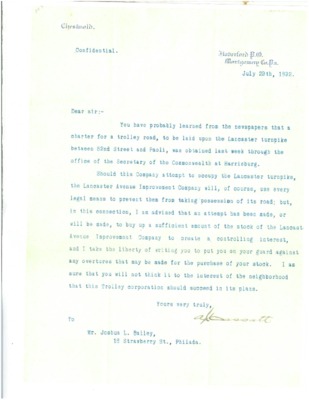 Cheswold.
Haverford P.O.
Montgomery Co. Pa.
Confidential.
July 29th,
Dear sir:-
You have probably learned from the newspapers that a
charter for a trolley road, to be laid upon the Lancaster turnpike
between 52nd Street and Paoli, was obtained last week through the
office of the Secretary of the Commonwealth at Harrisburg.
Should this Company attempt to occupy the Lancaster turnpike,
the Lancaster Avenue Improvement Company will, of course, use every
legal means to prevent them from taking possession of its road; but,
in this connection, I am advised that an attempt has been made, or
will be made, to buy up a sufficient amount of the stock of the Lancast
Avenue Improvement Company to create a controlling interest,
and I take the liberty of writing you to put you on your guard against
any overtures that may be made for the purchase of your stock. I am
sure that you will not think it to the interest of the neighborhood
that this Trolley corporation should succeed in its plans.
Yours very truly,
A J Cassatt
To
Mr. Joshua L. Bailey,
Strawberry St., Philada.